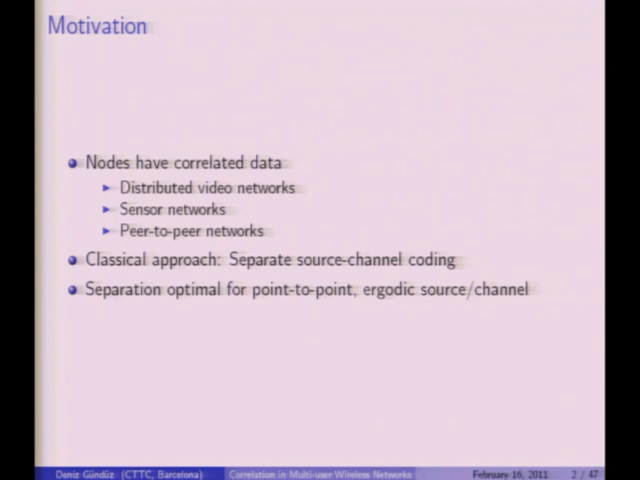 Motivation
Nodes have correlated data
Distributed video networks
Sensor networks
Peer-to-peer networks
Classical approach: Separate source-channel coding
Separation optimal for point-to-point, ergodic source/channel
Deniz Gündüz (CTTC, Barcelona) Correlation in Multi-user Wireless Networks February 16, 2011 2 / 47